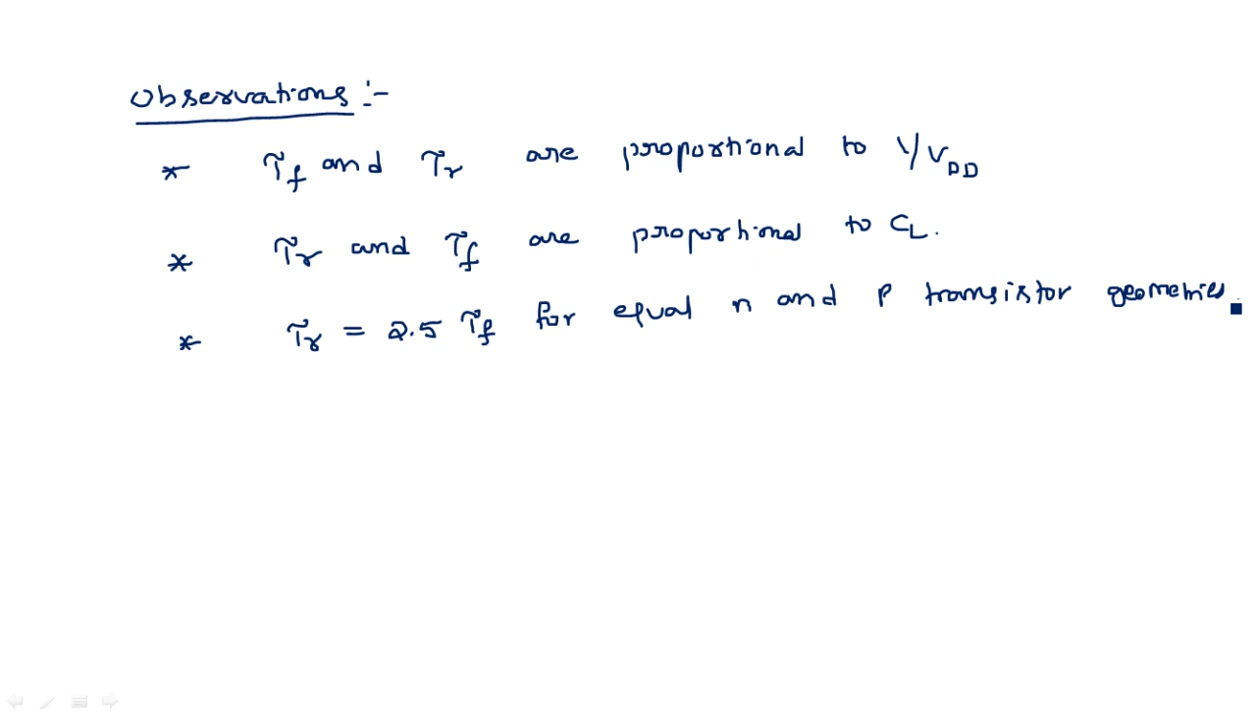 Observations :-
* τf and τr are proportional to 1/VDD
* τr and τf are proportional to CL.
* τr = 2.5 τf for equal n and p transistor geometries.